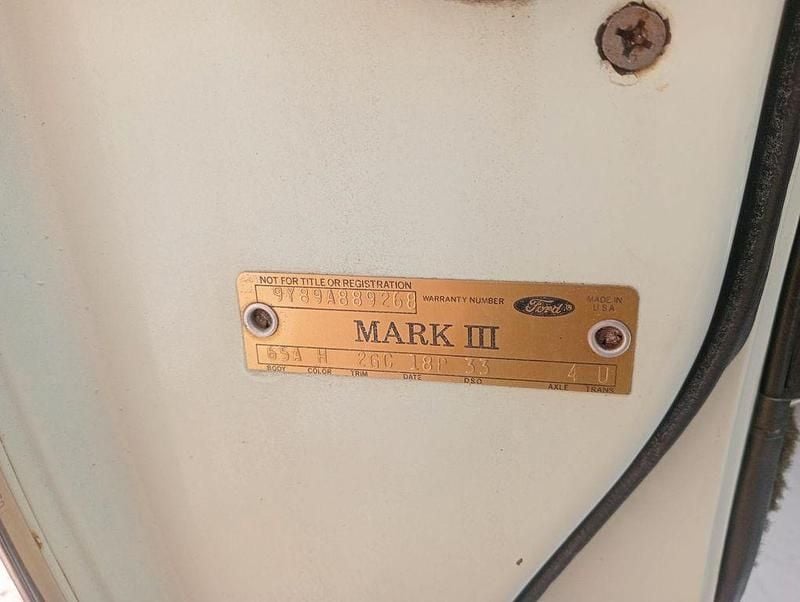 NOT FOR TITLE OR REGISTRATION
9Y89A889268 WARRANTY NUMBER Ford MADE IN U S A
MARK III
65A H 2GC 18P 33 4 U
BODY COLOR TRIM DATE DSO AXLE TRANS